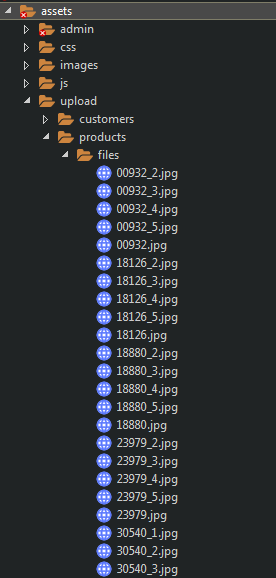 assets
admin
css
images
js
upload
customers
products
files
00932_2.jpg
00932_3.jpg
00932_4.jpg
00932_5.jpg
00932.jpg
18126_2.jpg
18126_3.jpg
18126_4.jpg
18126_5.jpg
18126.jpg
18880_2.jpg
18880_3.jpg
18880_4.jpg
18880_5.jpg
18880.jpg
23979_2.jpg
23979_3.jpg
23979_4.jpg
23979_5.jpg
23979.jpg
30540_1.jpg
30540_2.jpg
30540_3.jpg